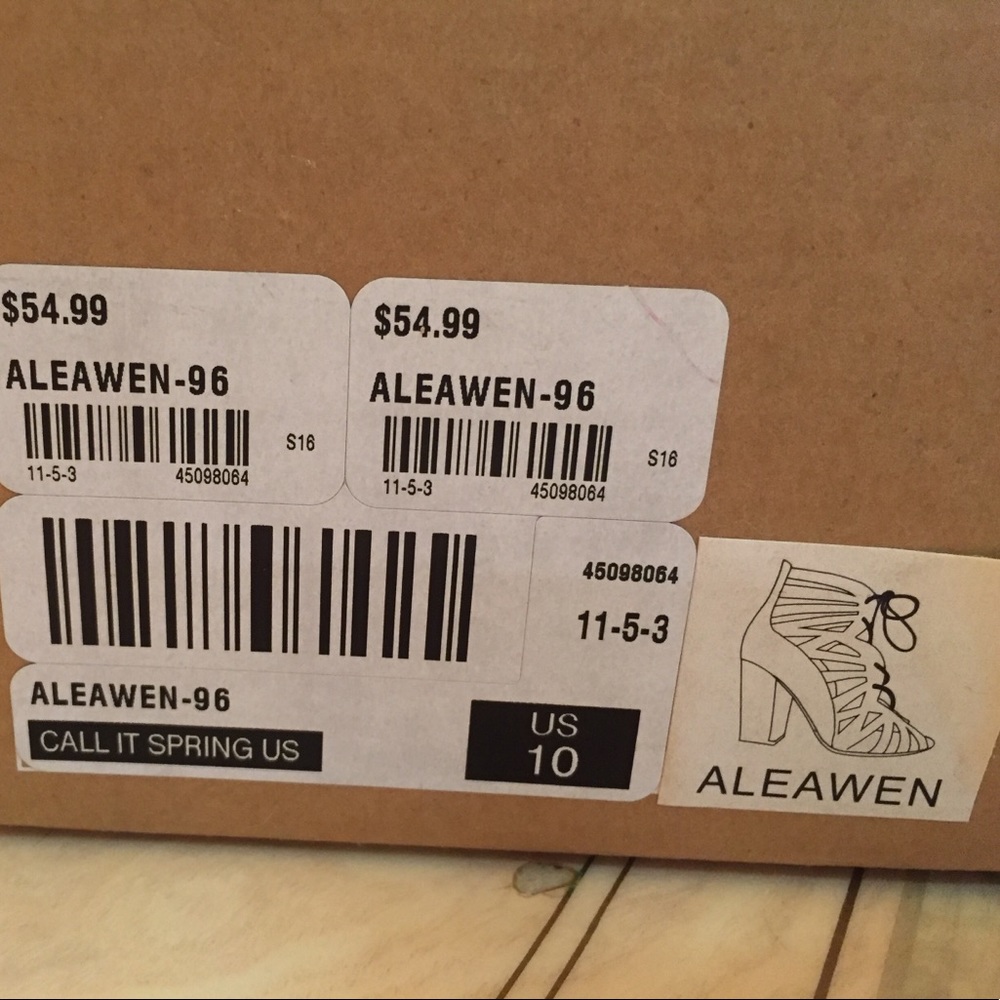 $54.99
ALEAWEN-96
S16
11-5-3 45098064
$54.99
ALEAWEN-96
S16
11-5-3 45098064
45098064
11-5-3
ALEAWEN-96
CALL IT SPRING US
US
10
ALEAWEN